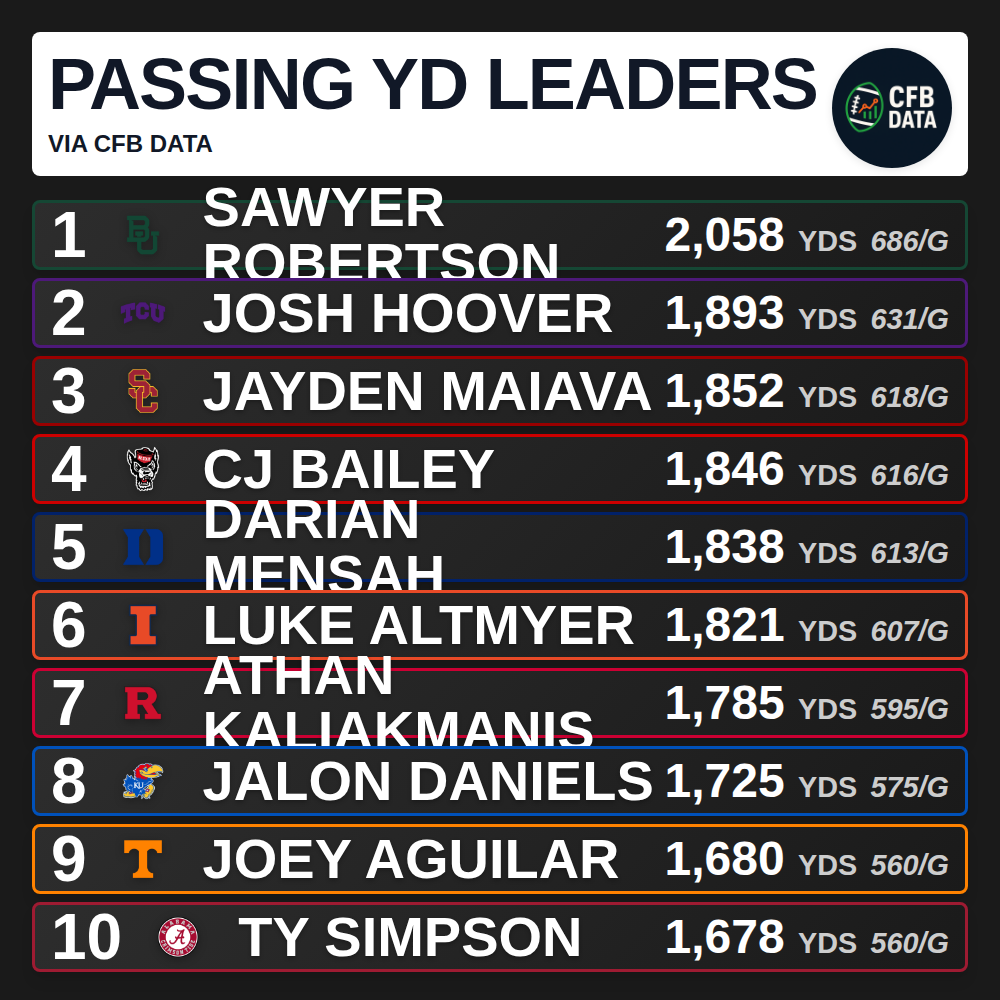 PASSING YD LEADERS
VIA CFB DATA
CFB
DATA
1 SAWYER
ROBERTSON 2,058 YDS 686/G
2 TCU JOSH HOOVER 1,893 YDS 631/G
3 SC JAYDEN MAIAVA 1,852 YDS 618/G
4 CJ BAILEY 1,846 YDS 616/G
5 D DARIAN
MENSAH 1,838 YDS 613/G
6 I LUKE ALTMYER 1,821 YDS 607/G
7 R ATHAN
KALIAKMANIS 1,785 YDS 595/G
8 KU JALON DANIELS 1,725 YDS 575/G
9 T JOEY AGUILAR 1,680 YDS 560/G
10 ALABAMA A CRIMSON TIDE TY SIMPSON 1,678 YDS 560/G